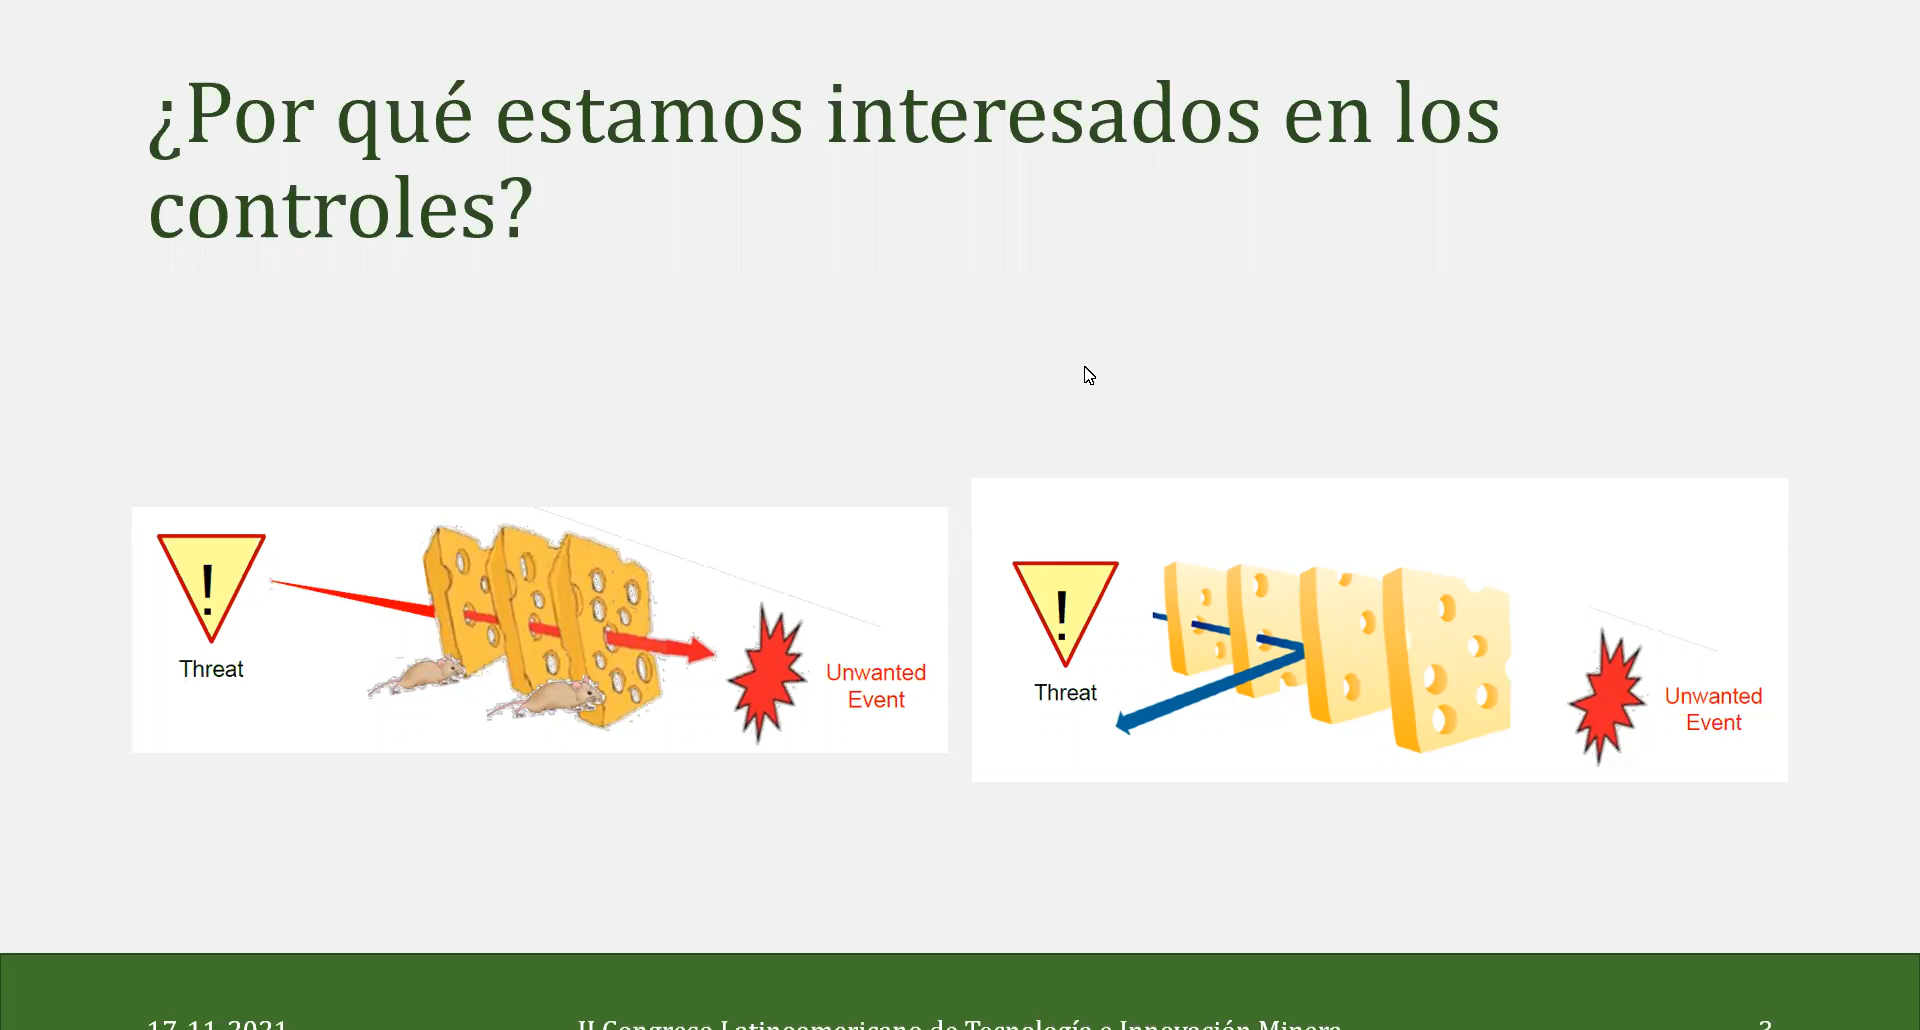 ¿Por qué estamos interesados en los
controles?
!
Threat
Unwanted
Event
!
Threat
Unwanted
Event
17-11-2021
II Congreso Latinoamericano de Tecnología e Innovación Minera